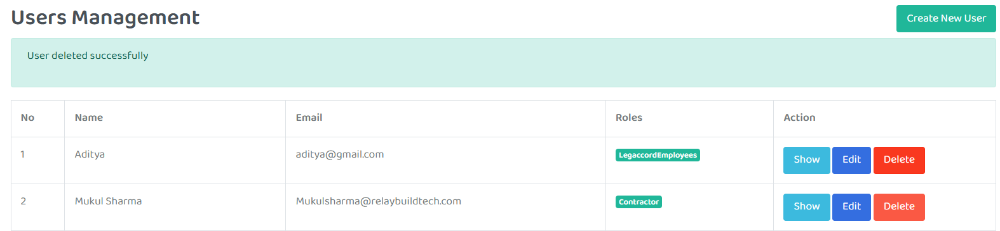 Users Management
Create New User
User deleted successfully
No Name Email Roles Action
1 Aditya aditya@gmail.com LegaccordEmployees Show Edit Delete
2 Mukul Sharma Mukulsharma@relaybuildtech.com Contractor Show Edit Delete